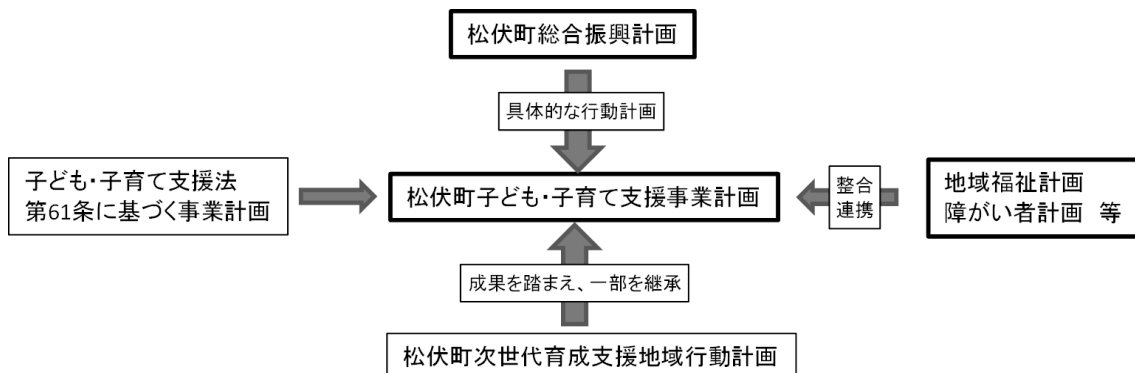 松伏町総合振興計画
具体的な行動計画
子ども・子育て支援法
第61条に基づく事業計画
松伏町子ども・子育て支援事業計画
整合
連携
地域福祉計画
障がい者計画　等
成果を踏まえ、一部を継承
松伏町次世代育成支援地域行動計画